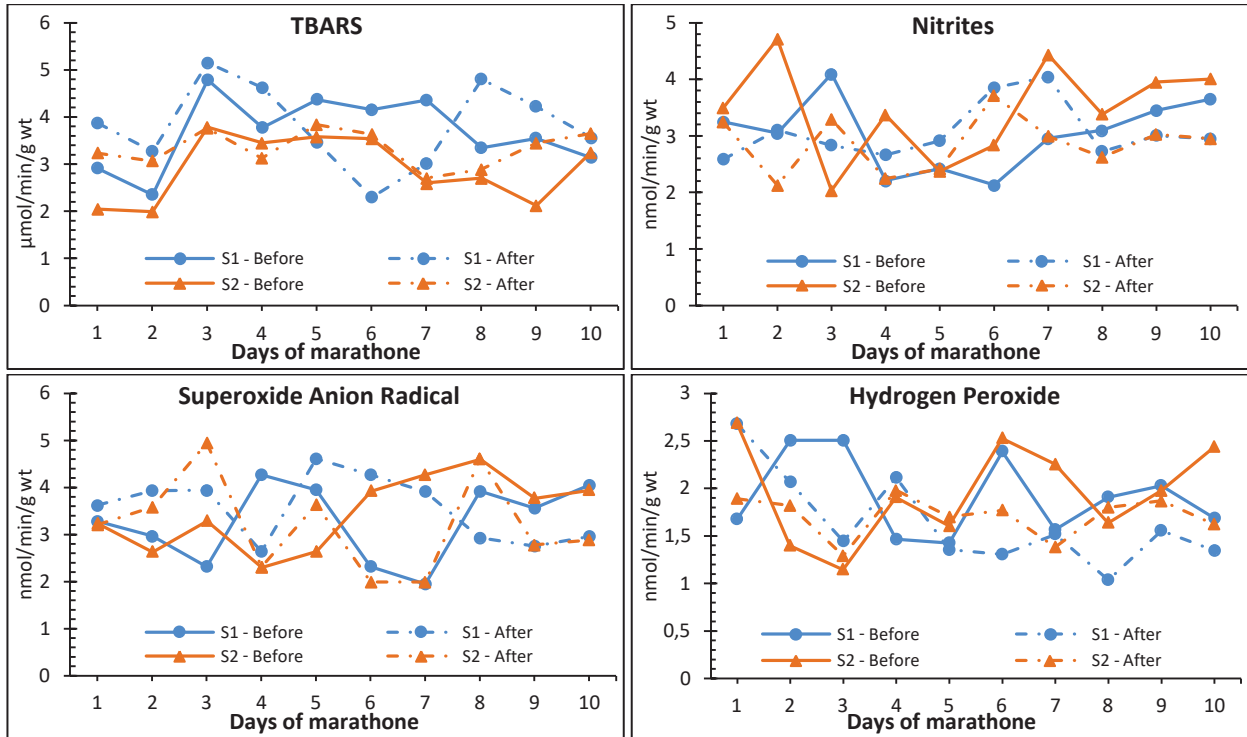 TBARS
µmol/min/g wt
6
5
4
3
2
1
0
S1 - Before
S1 - After
S2 - Before
S2 - After
1 2 3 4 5 6 7 8 9 10
Days of marathone
Nitrites
nmol/min/g wt
5
4
3
2
1
0
S1 - Before
S1 - After
S2 - Before
S2 - After
1 2 3 4 5 6 7 8 9 10
Days of marathone
Superoxide Anion Radical
nmol/min/g wt
6
5
4
3
2
1
0
S1 - Before
S1 - After
S2 - Before
S2 - After
1 2 3 4 5 6 7 8 9 10
Days of marathone
Hydrogen Peroxide
nmol/min/g wt
3
2,5
2
1,5
1
0,5
0
S1 - Before
S1 - After
S2 - Before
S2 - After
1 2 3 4 5 6 7 8 9 10
Days of marathone